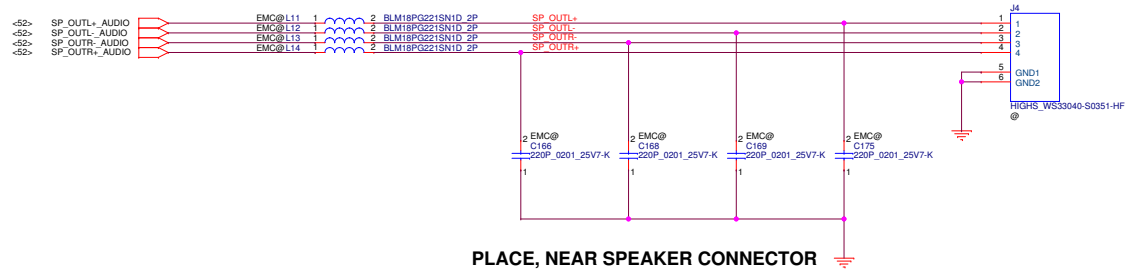 J4
<52> SP_OUTL+_AUDIO EMC@ L11 1 2 BLM18PG221SN1D_2P SP_OUTL+ 1 1
<52> SP_OUTL-_AUDIO EMC@ L12 1 2 BLM18PG221SN1D_2P SP_OUTL- 2 2
<52> SP_OUTR-_AUDIO EMC@ L13 1 2 BLM18PG221SN1D_2P SP_OUTR- 3 3
<52> SP_OUTR+_AUDIO EMC@ L14 1 2 BLM18PG221SN1D_2P SP_OUTR+ 4 4
5 GND1
6 GND2
HIGHS_WS33040-S0351-HF
@
2 EMC@ 2 EMC@ 2 EMC@ 2 EMC@
C166 C168 C169 C175
220P_0201_25V7-K 220P_0201_25V7-K 220P_0201_25V7-K 220P_0201_25V7-K
1 1 1 1
PLACE, NEAR SPEAKER CONNECTOR